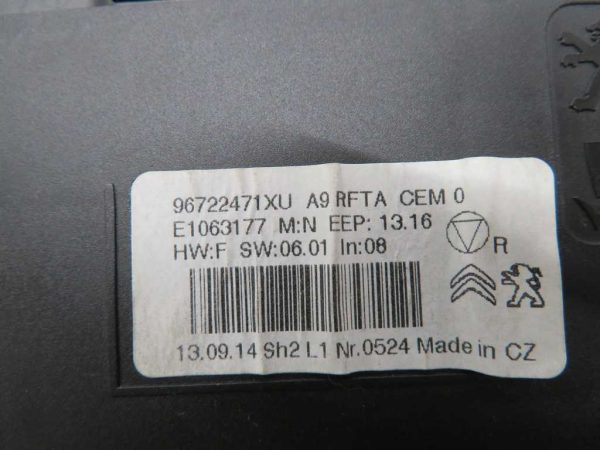 96722471XU A9 RFTA CEM 0
E1063177 M:N EEP: 13.16
HW:F SW:06.01 In:08
R
13.09.14 Sh2 L1 Nr.0524 Made in CZ